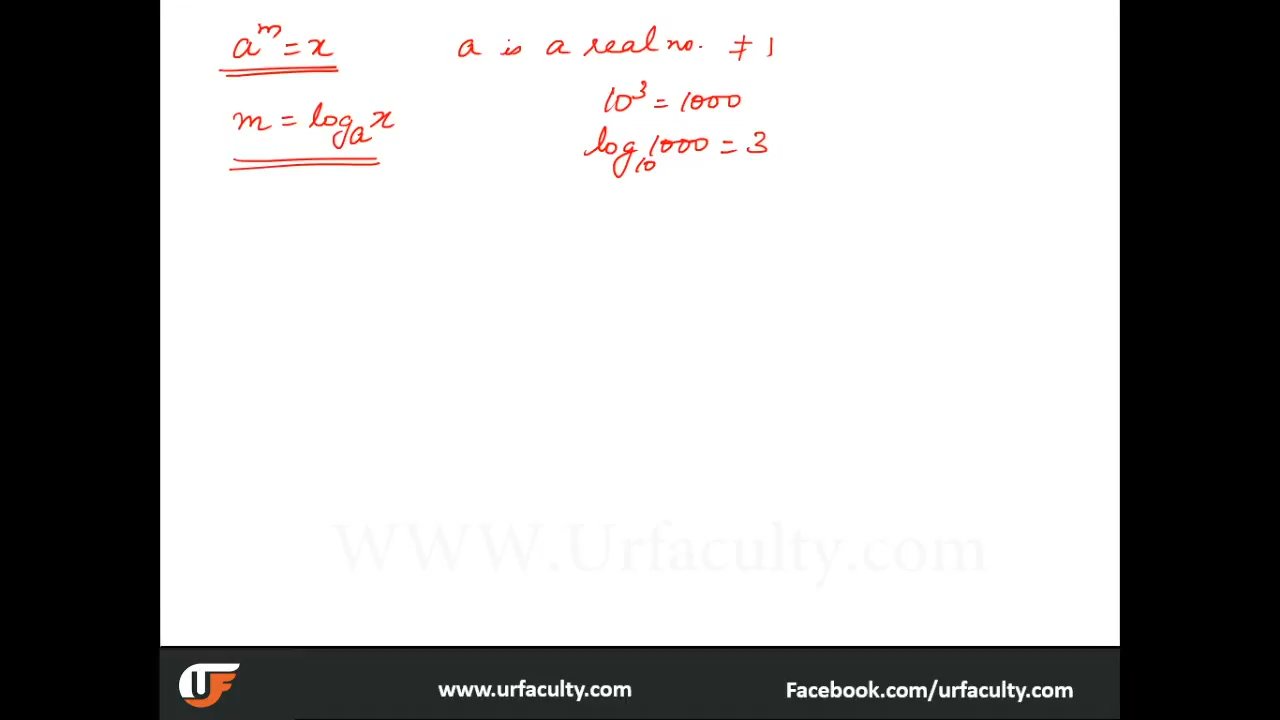 a^m = x
a is a real no. ≠ 1
m = log_a x
10^3 = 1000
log_10 1000 = 3
WWW.Urfaculty.com
UF
www.urfaculty.com
Facebook.com/urfaculty.com